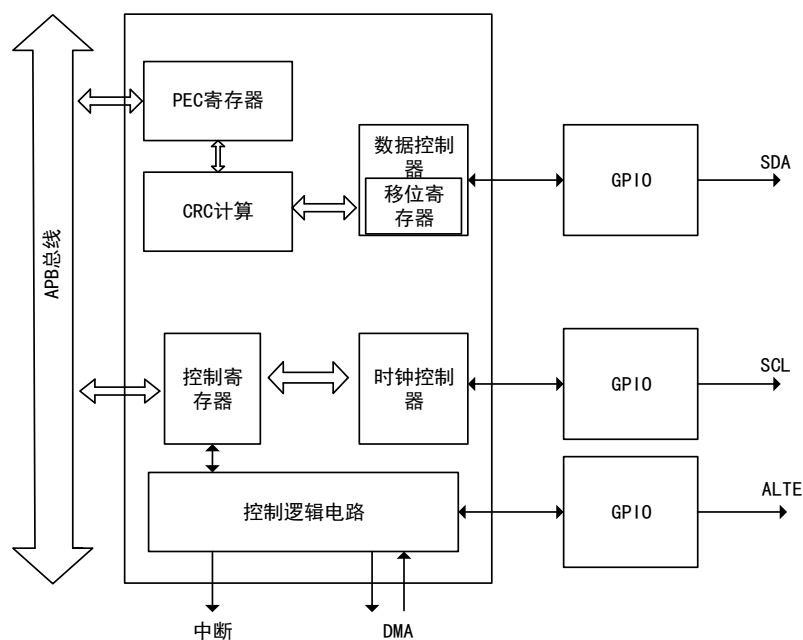 PEC寄存器
数据控制
器
移位寄
存器
GPIO
SDA
CRC计算
APB总线
控制寄
存器
时钟控制
器
GPIO
SCL
控制逻辑电路
GPIO
ALTE
中断
DMA